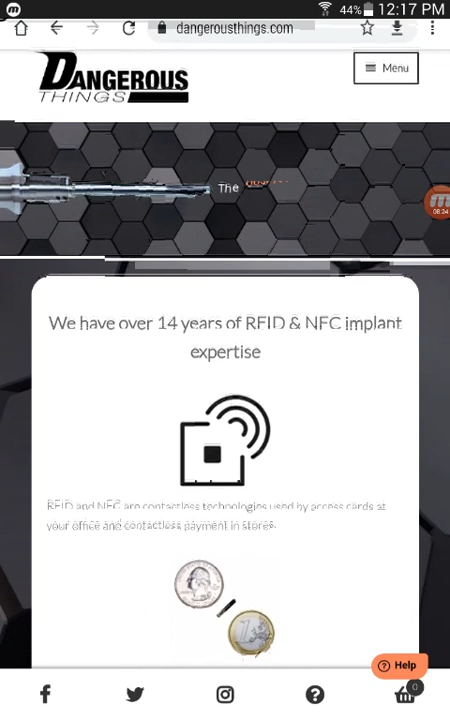 44% 12:17 PM
dangerousthings.com
DANGEROUS
THINGS
Menu
The
08:24
We have over 14 years of RFID & NFC implant
expertise
RFID and NFC are contactless technologies used by access cards at
your office and contactless payment in stores.
Help
0